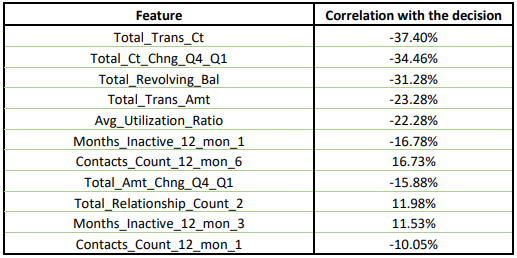 Feature Correlation with the decision
Total_Trans_Ct -37.40%
Total_Ct_Chng_Q4_Q1 -34.46%
Total_Revolving_Bal -31.28%
Total_Trans_Amt -23.28%
Avg_Utilization_Ratio -22.28%
Months_Inactive_12_mon_1 -16.78%
Contacts_Count_12_mon_6 16.73%
Total_Amt_Chng_Q4_Q1 -15.88%
Total_Relationship_Count_2 11.98%
Months_Inactive_12_mon_3 11.53%
Contacts_Count_12_mon_1 -10.05%